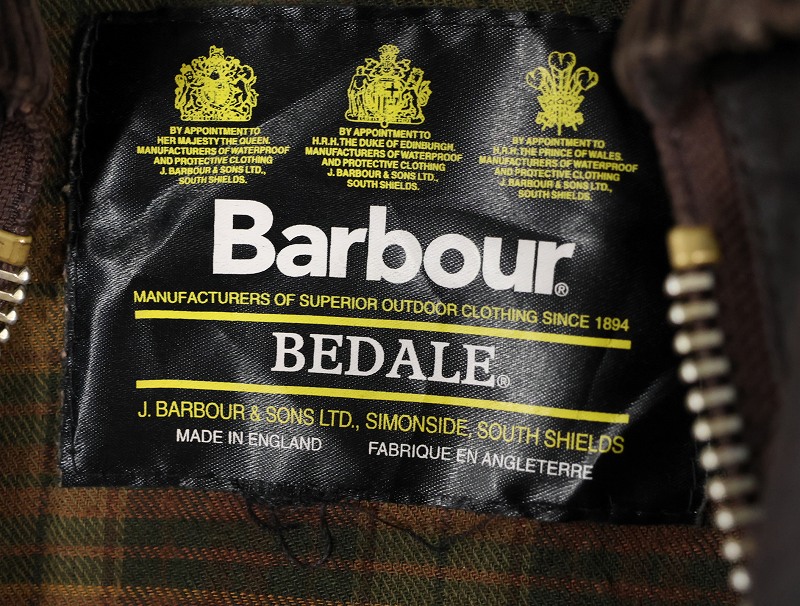 BY APPOINTMENT TO
HER MAJESTY THE QUEEN.
MANUFACTURERS OF WATERPROOF
AND PROTECTIVE CLOTHING
J. BARBOUR & SONS LTD.,
SOUTH SHIELDS.
BY APPOINTMENT TO
H.R.H. THE DUKE OF EDINBURGH.
MANUFACTURERS OF WATERPROOF
AND PROTECTIVE CLOTHING
J. BARBOUR & SONS LTD.,
SOUTH SHIELDS.
BY APPOINTMENT TO
H.R.H. THE PRINCE OF WALES.
MANUFACTURERS OF WATERPROOF
AND PROTECTIVE CLOTHING
J. BARBOUR & SONS LTD.,
SOUTH SHIELDS.
Barbour®
MANUFACTURERS OF SUPERIOR OUTDOOR CLOTHING SINCE 1894
BEDALE®
J. BARBOUR & SONS LTD., SIMONSIDE, SOUTH SHIELDS
MADE IN ENGLAND FABRIQUE EN ANGLETERRE